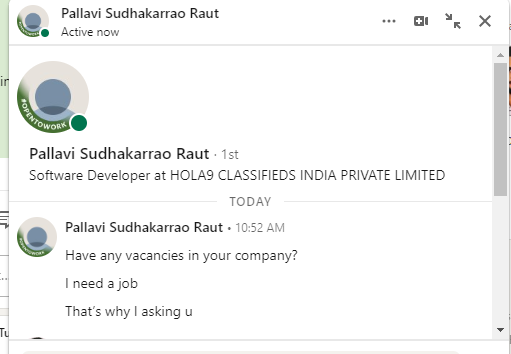 Pallavi Sudhakarrao Raut
Active now
#OPENTOWORK
Pallavi Sudhakarrao Raut · 1st
Software Developer at HOLA9 CLASSIFIEDS INDIA PRIVATE LIMITED
TODAY
Pallavi Sudhakarrao Raut • 10:52 AM
Have any vacancies in your company?
I need a job
That's why I asking u